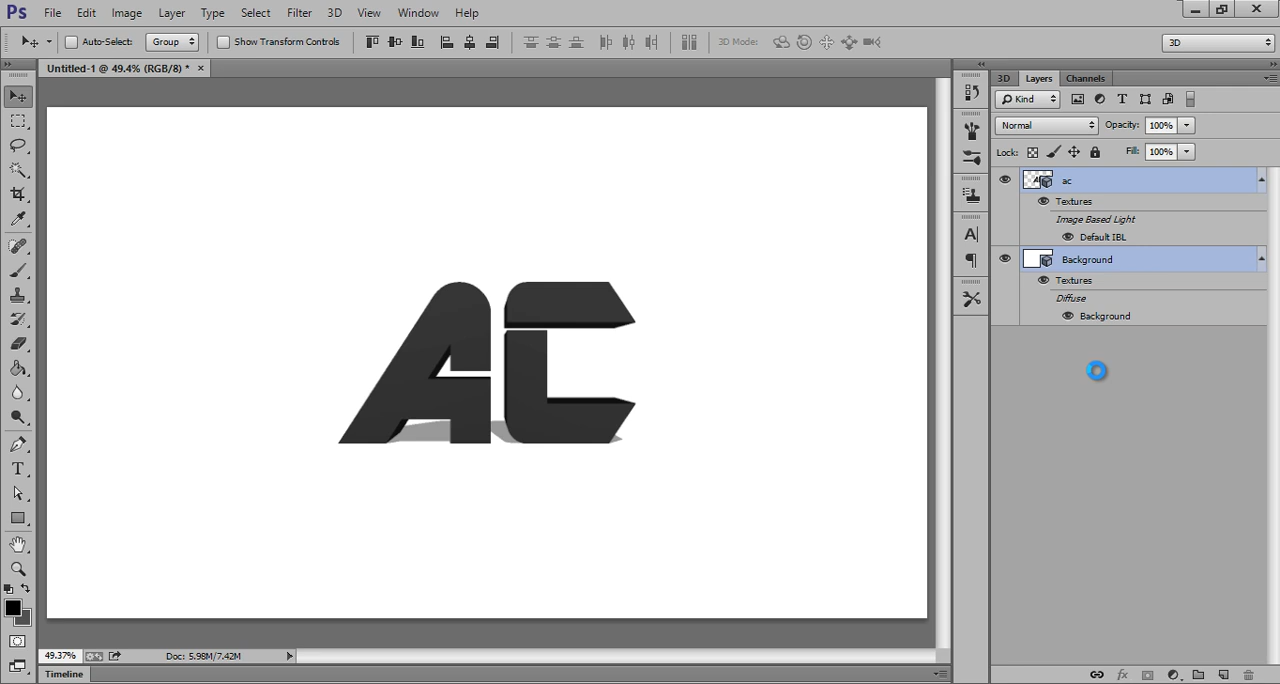 Ps File Edit Image Layer Type Select Filter 3D View Window Help
Auto-Select: Group Show Transform Controls 3D Mode: 3D
Untitled-1 @ 49.4% (RGB/8) * ×
3D Layers Channels
Kind
Normal Opacity: 100%
Lock: Fill: 100%
ac
Textures
Image Based Light
Default IBL
Background
Textures
Diffuse
Background
AC
49.37% Doc: 5.98M/7.42M
Timeline